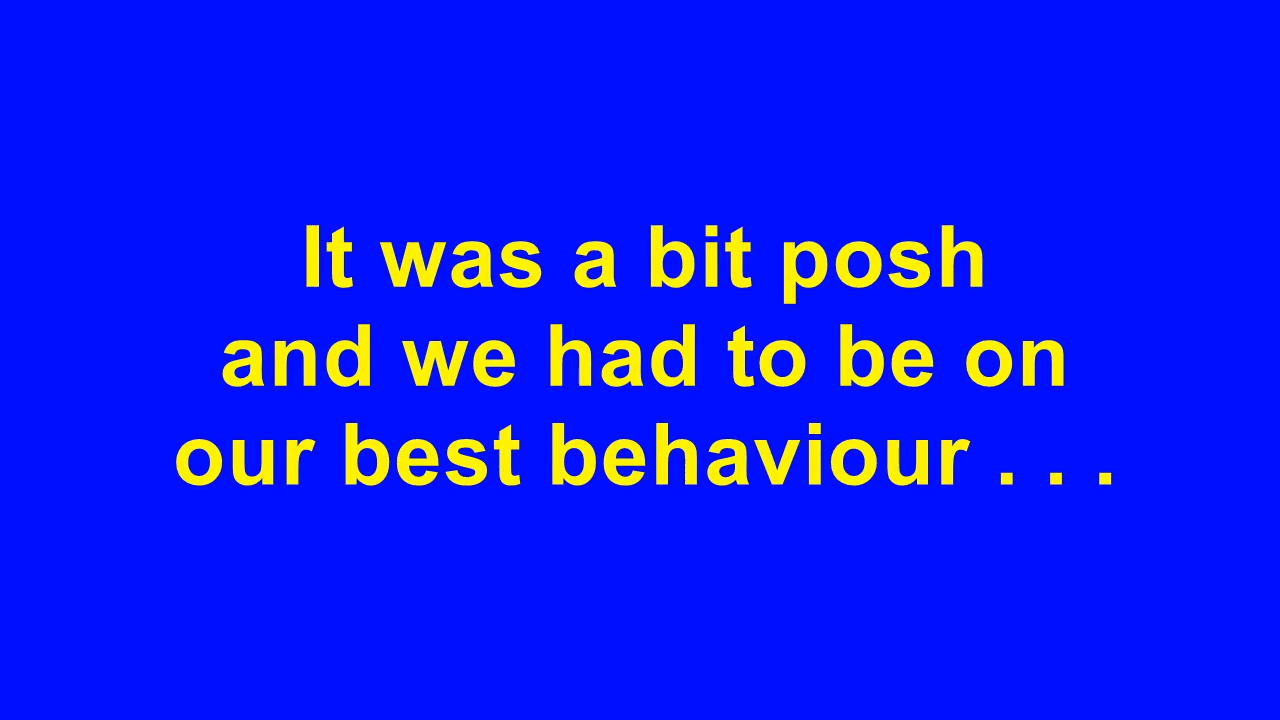 It was a bit posh
and we had to be on
our best behaviour . . .